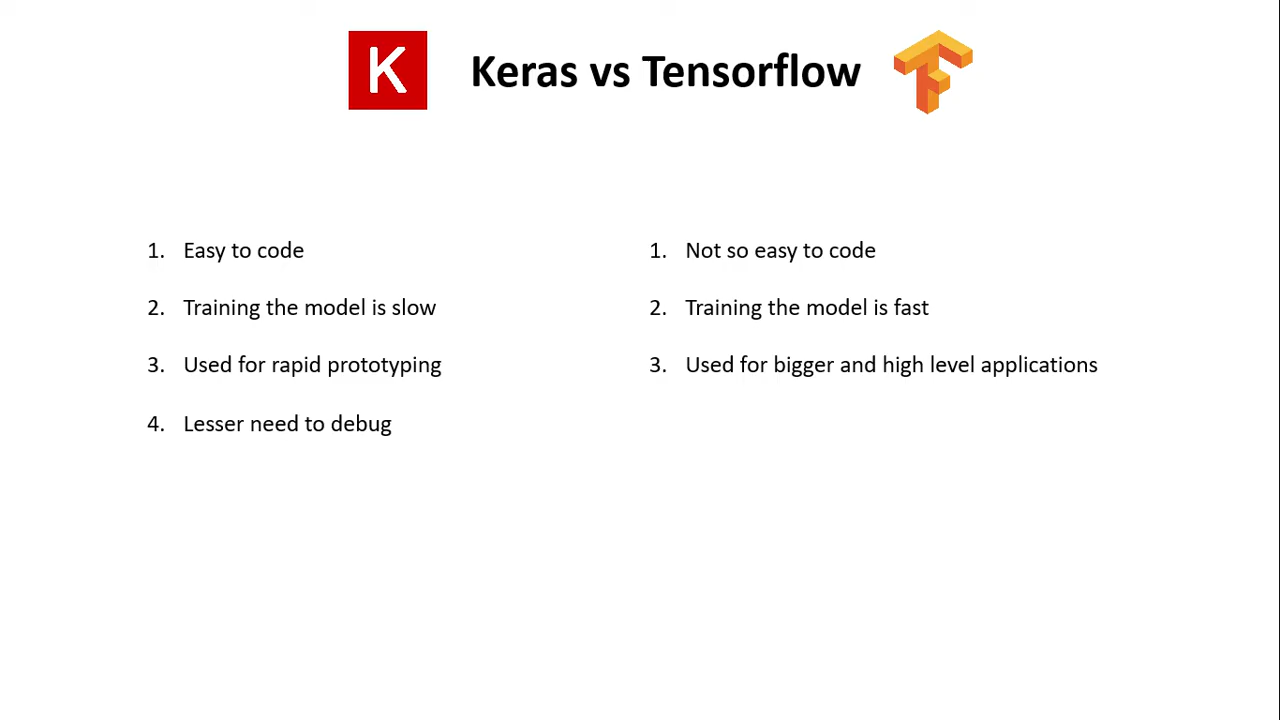 K Keras vs Tensorflow
1. Easy to code
2. Training the model is slow
3. Used for rapid prototyping
4. Lesser need to debug
1. Not so easy to code
2. Training the model is fast
3. Used for bigger and high level applications